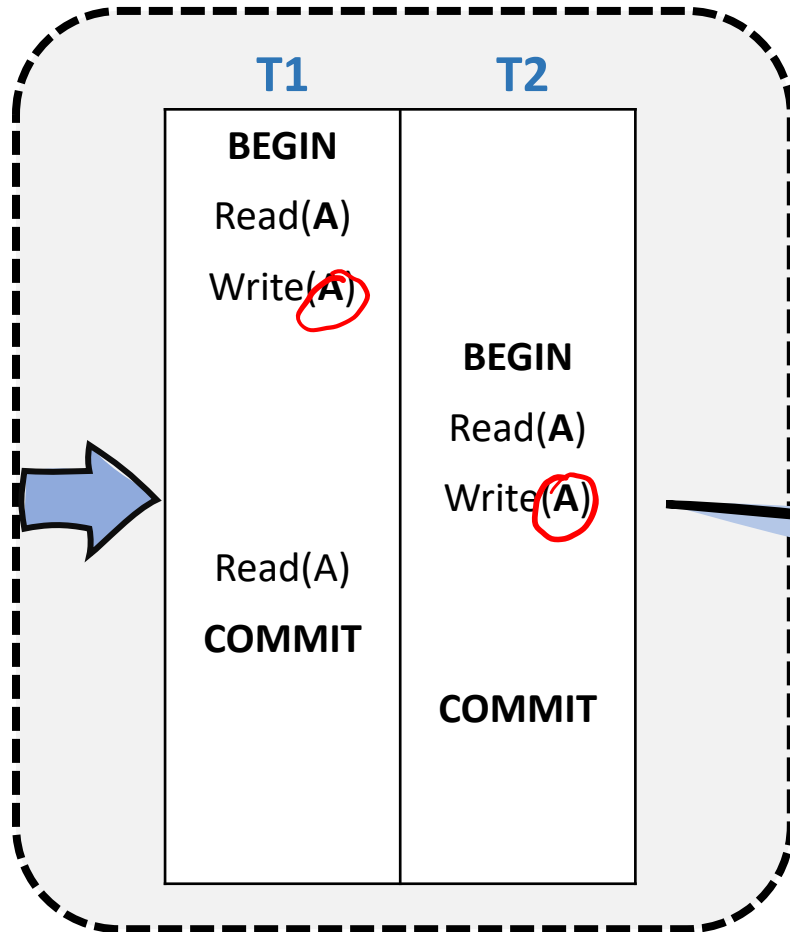 T1 T2
BEGIN
Read(A)
Write(A)
BEGIN
Read(A)
Write(A)
Read(A)
COMMIT
COMMIT